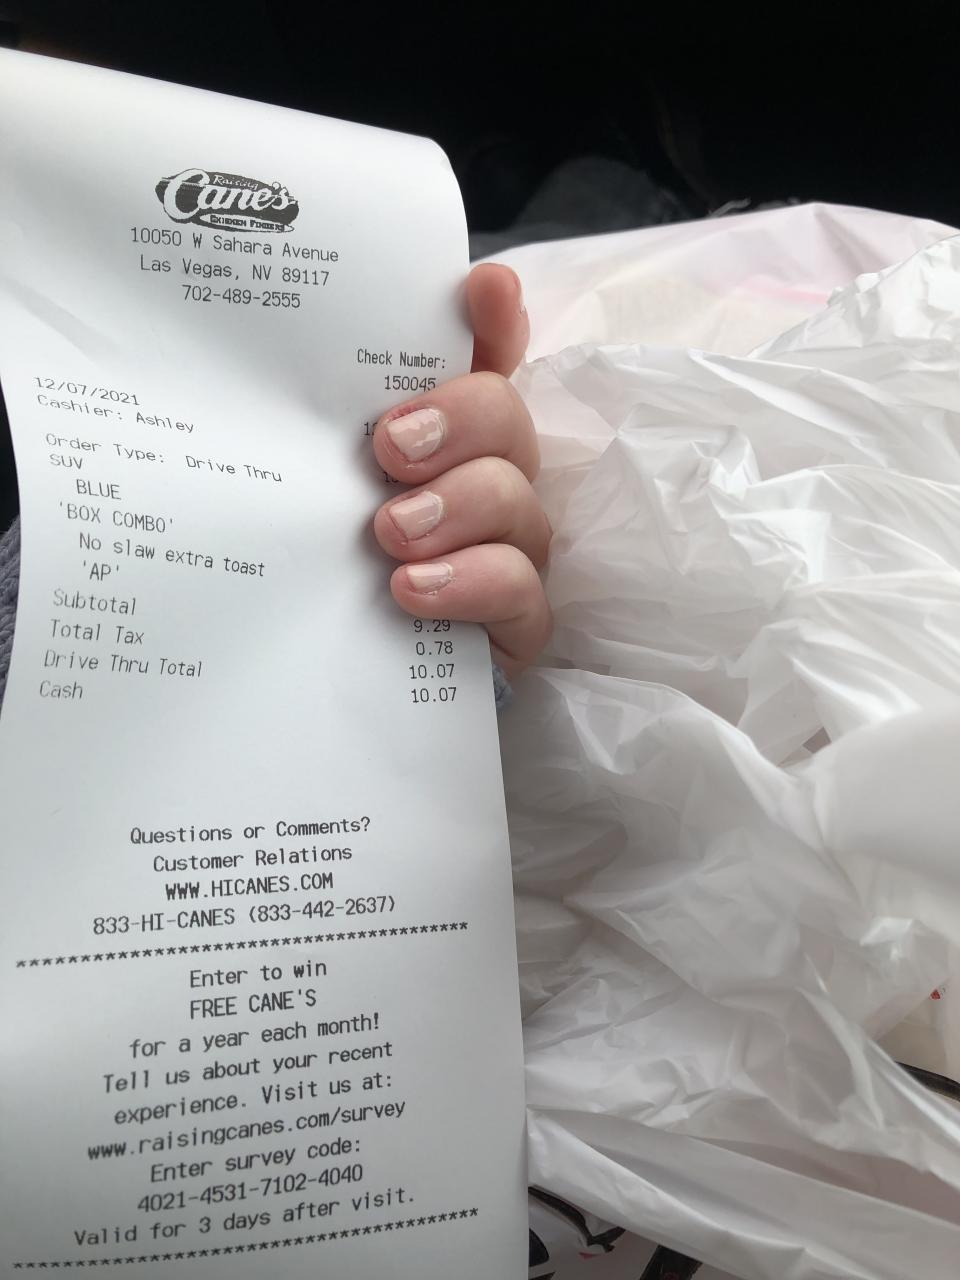 Raising
Cane's
CHICKEN FINGERS
10050 W Sahara Avenue
Las Vegas, NV 89117
702-489-2555
Check Number:
12/07/2021 150045
Cashier: Ashley
Order Type: Drive Thru
SUV
BLUE
'BOX COMBO'
No slaw extra toast
'AP'
Subtotal 9.29
Total Tax 0.78
Drive Thru Total 10.07
Cash 10.07
Questions or Comments?
Customer Relations
WWW.HICANES.COM
833-HI-CANES (833-442-2637)
****************************************
Enter to win
FREE CANE'S
for a year each month!
Tell us about your recent
experience. Visit us at:
www.raisingcanes.com/survey
Enter survey code:
4021-4531-7102-4040
Valid for 3 days after visit.
****************************************